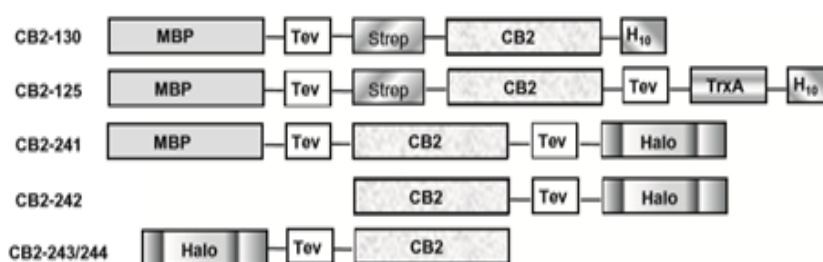 CB2-130 MBP Tev Strep CB2 H10
CB2-125 MBP Tev Strep CB2 Tev TrxA H10
CB2-241 MBP Tev CB2 Tev Halo
CB2-242 CB2 Tev Halo
CB2-243/244 Halo Tev CB2